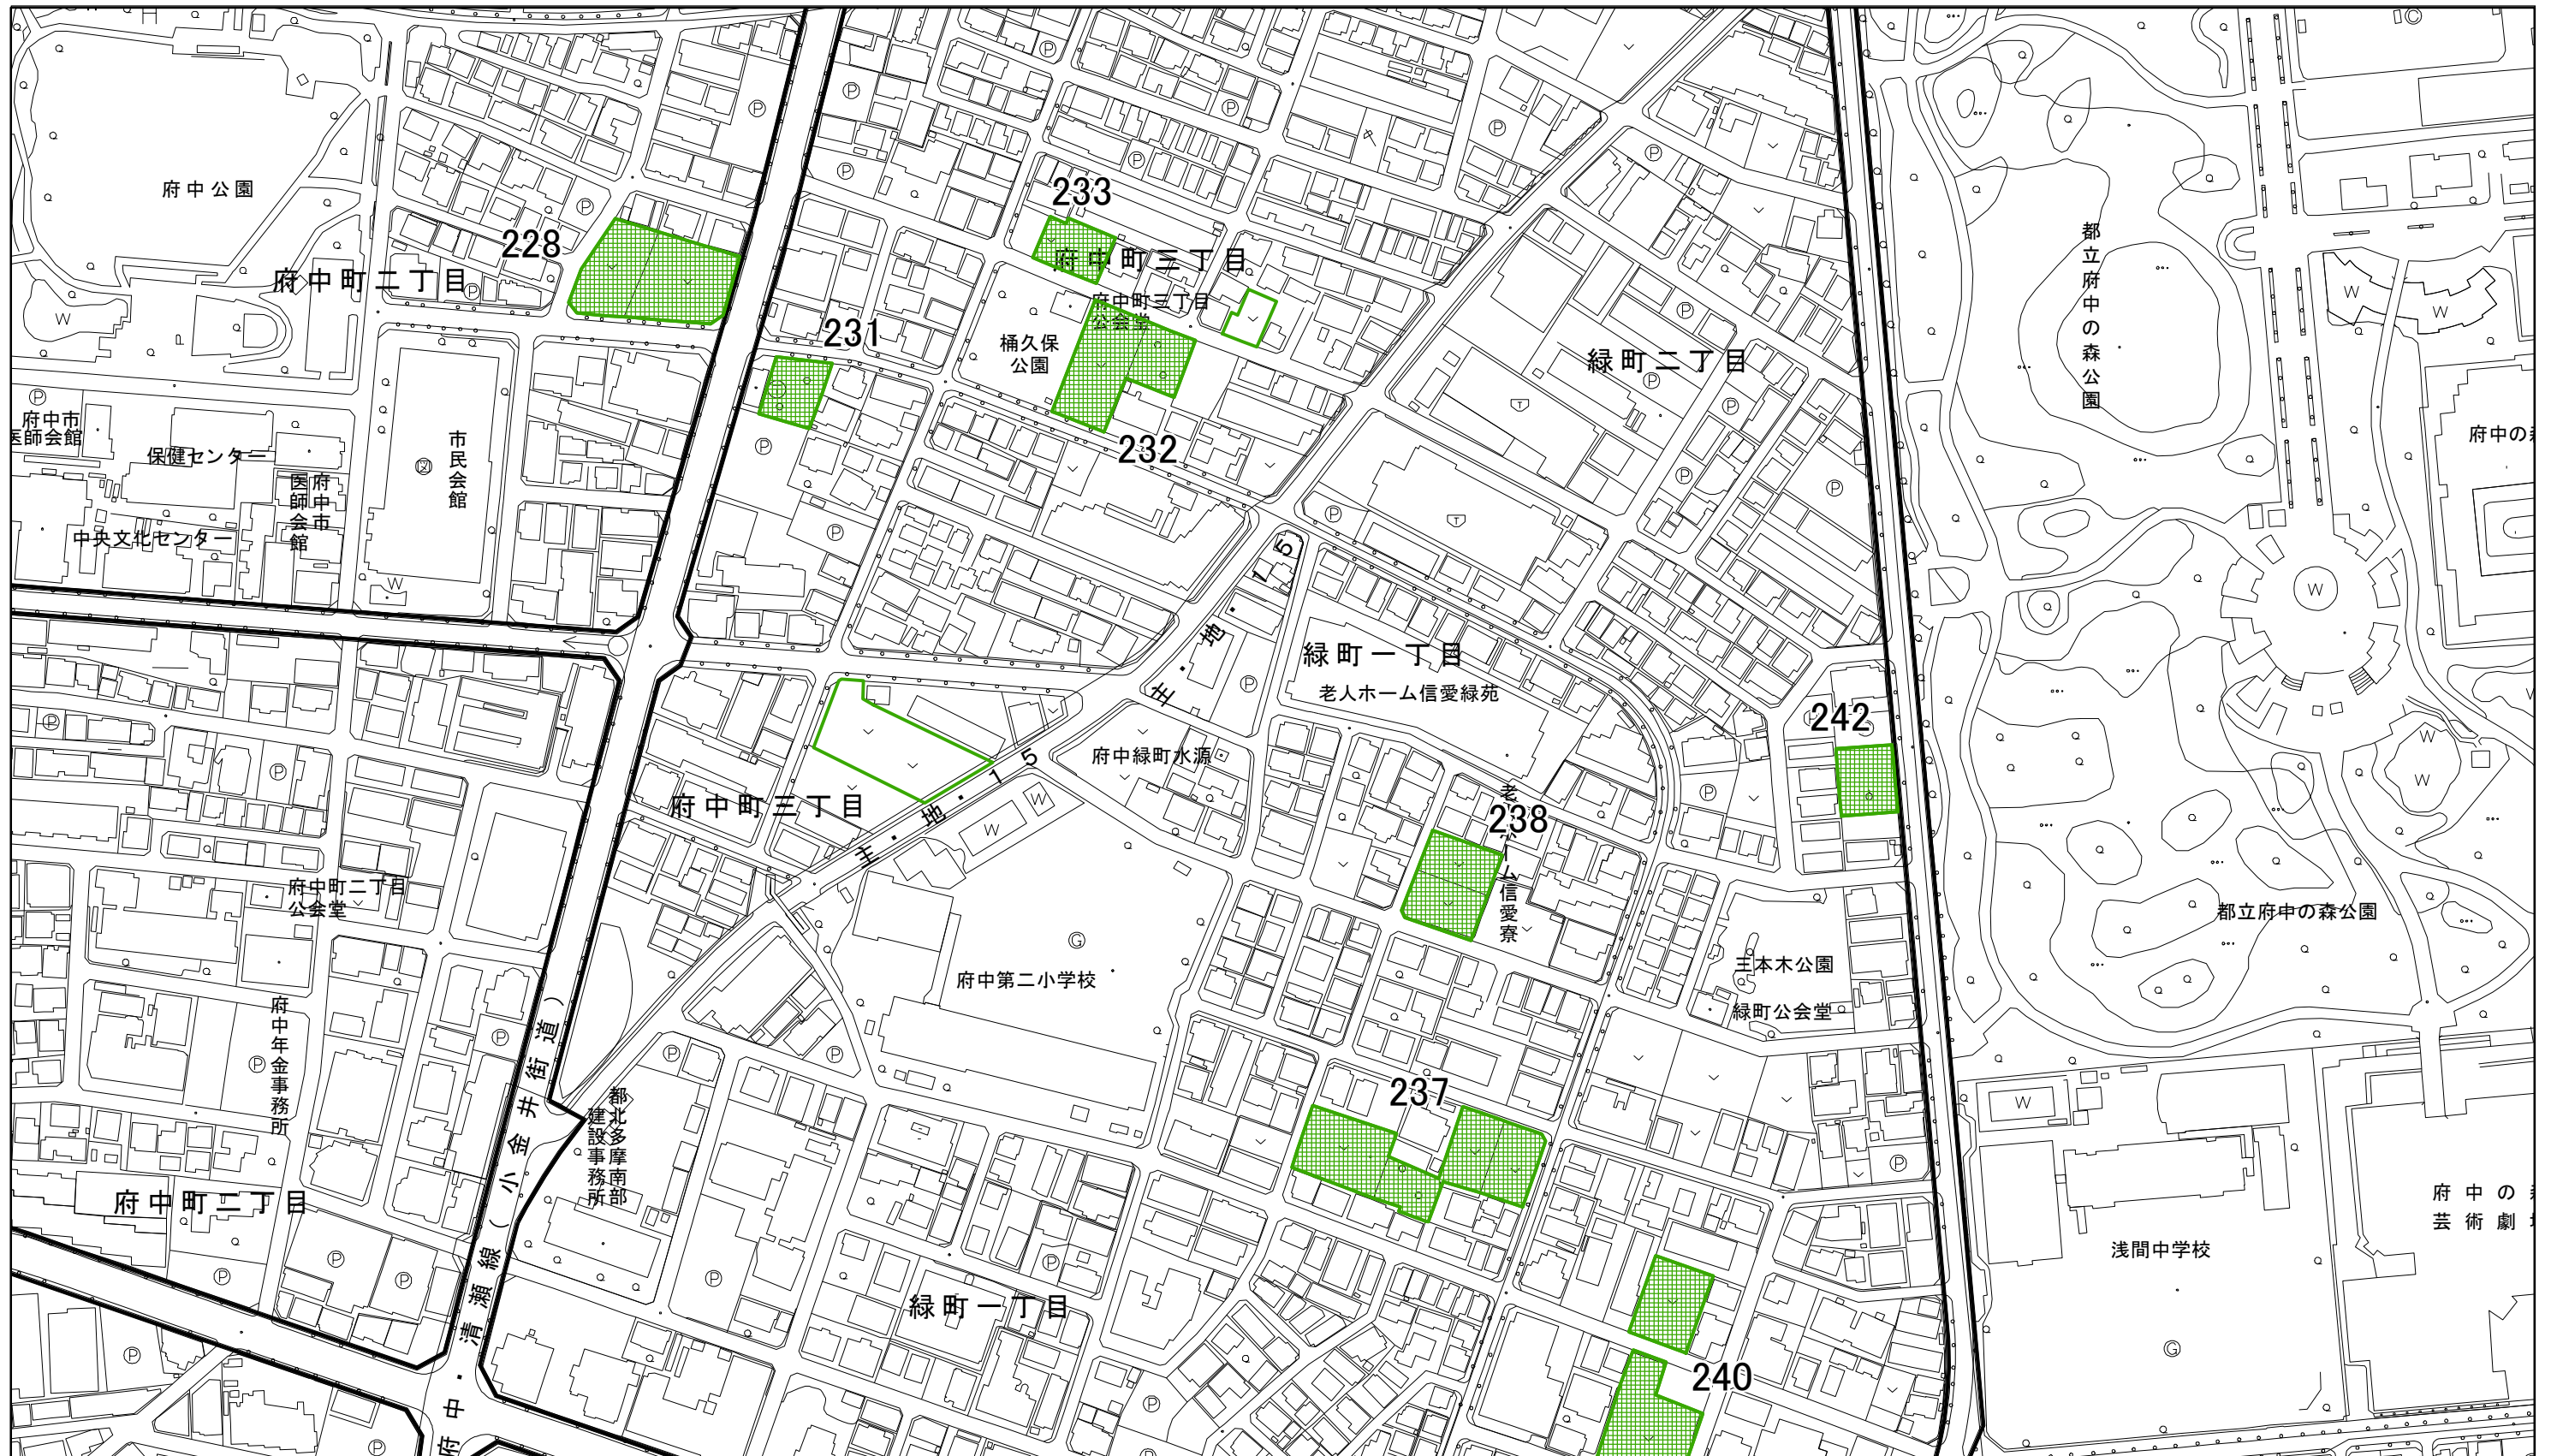 府中公園
233
228
府中町二丁目
府中町三丁目
府中町三丁目
公会堂
231
桶久保
公園
232
緑町二丁目
都立府中の森公園
府中市
医師会館
保健センター
府中市
医師会館
市民会館
中央文化センター
府中の
主・地・15
緑町一丁目
老人ホーム信愛緑苑
242
府中緑町水源
主・地・15
府中町三丁目
238
老人ホーム信愛寮
府中町二丁目
公会堂
都立府中の森公園
府中第二小学校
三本木公園
緑町公会堂
府中年金事務所
237
都北多摩南部
建設事務所
府中町二丁目
府中の
芸術劇
浅間中学校
緑町一丁目
240
府中・清瀬線(小金井街道)